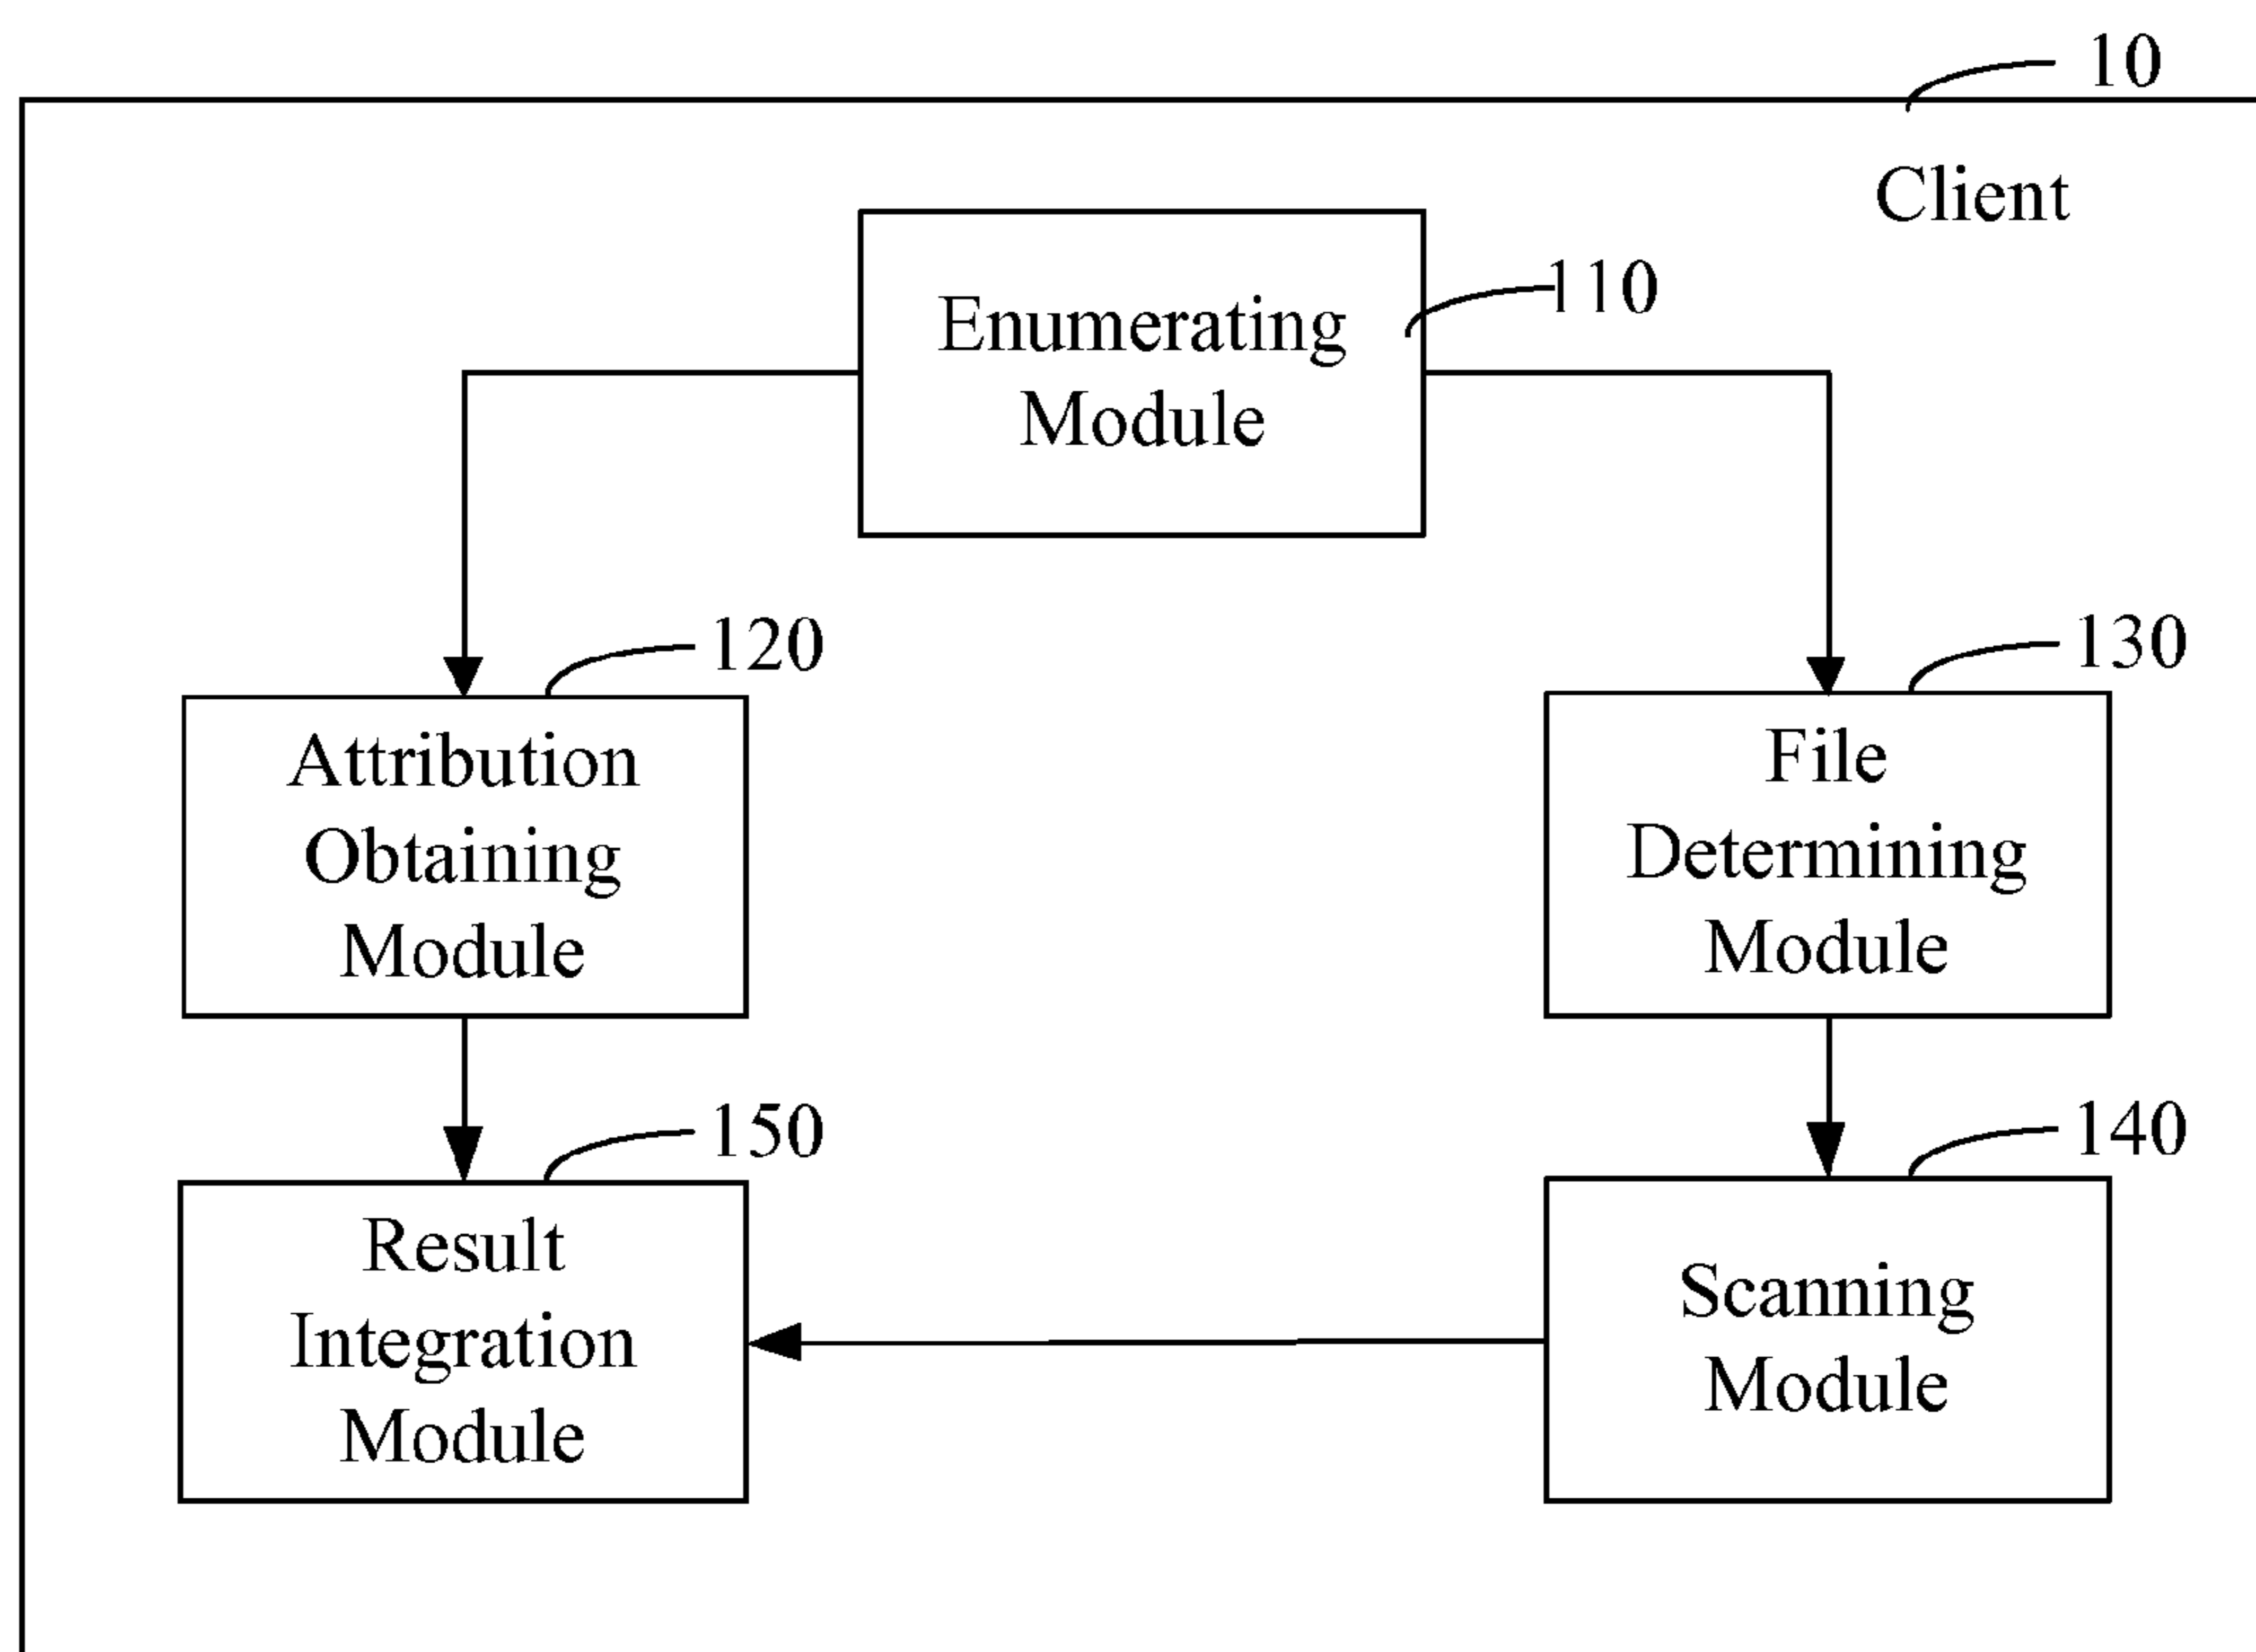 10
Client
Enumerating
Module
110
120
130
Attribution
Obtaining
Module
File
Determining
Module
150
140
Result
Integration
Module
Scanning
Module